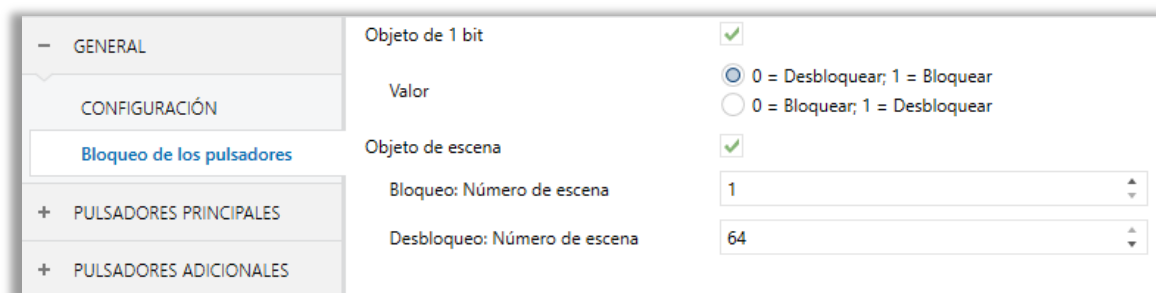 − GENERAL
CONFIGURACIÓN
Bloqueo de los pulsadores
+ PULSADORES PRINCIPALES
+ PULSADORES ADICIONALES
Objeto de 1 bit
Valor
0 = Desbloquear; 1 = Bloquear
0 = Bloquear; 1 = Desbloquear
Objeto de escena
Bloqueo: Número de escena 1
Desbloqueo: Número de escena 64